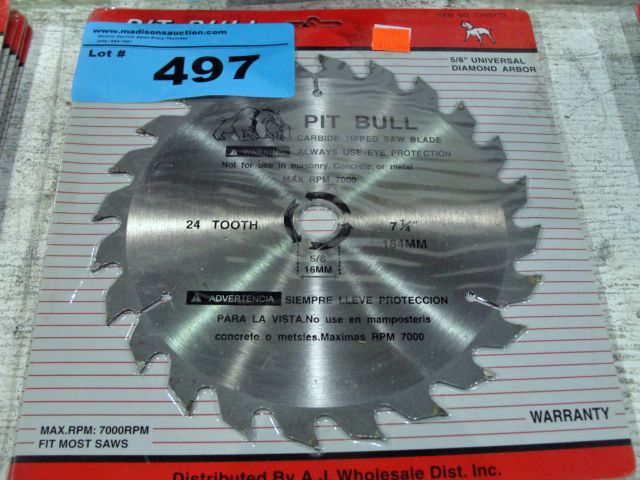 PIT BULL
www.madisonsauction.com
Lot #
497
5/8" UNIVERSAL
DIAMOND ARBOR
PIT BULL
CARBIDE-TIPPED SAW BLADE
WARNING ALWAYS USE EYE PROTECTION
Not for use in masonry, Concrete, or metal
MAX RPM 7000
24 TOOTH
7 1/4"
184MM
5/8
16MM
ADVERTENCIA SIEMPRE LLEVE PROTECCION
PARA LA VISTA.No use en mamposteris
concrete o metsles.Maximas RPM 7000
MAX.RPM: 7000RPM
FIT MOST SAWS
WARRANTY
Distributed By A.J. Wholesale Dist. Inc.